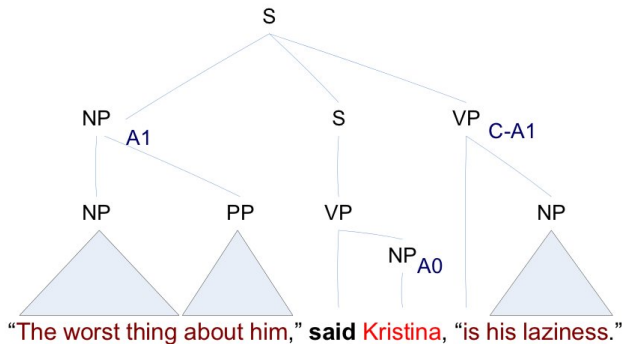 S
NP A1 S VP C-A1
NP PP VP NP
NP A0
“The worst thing about him,” said Kristina, “is his laziness.”